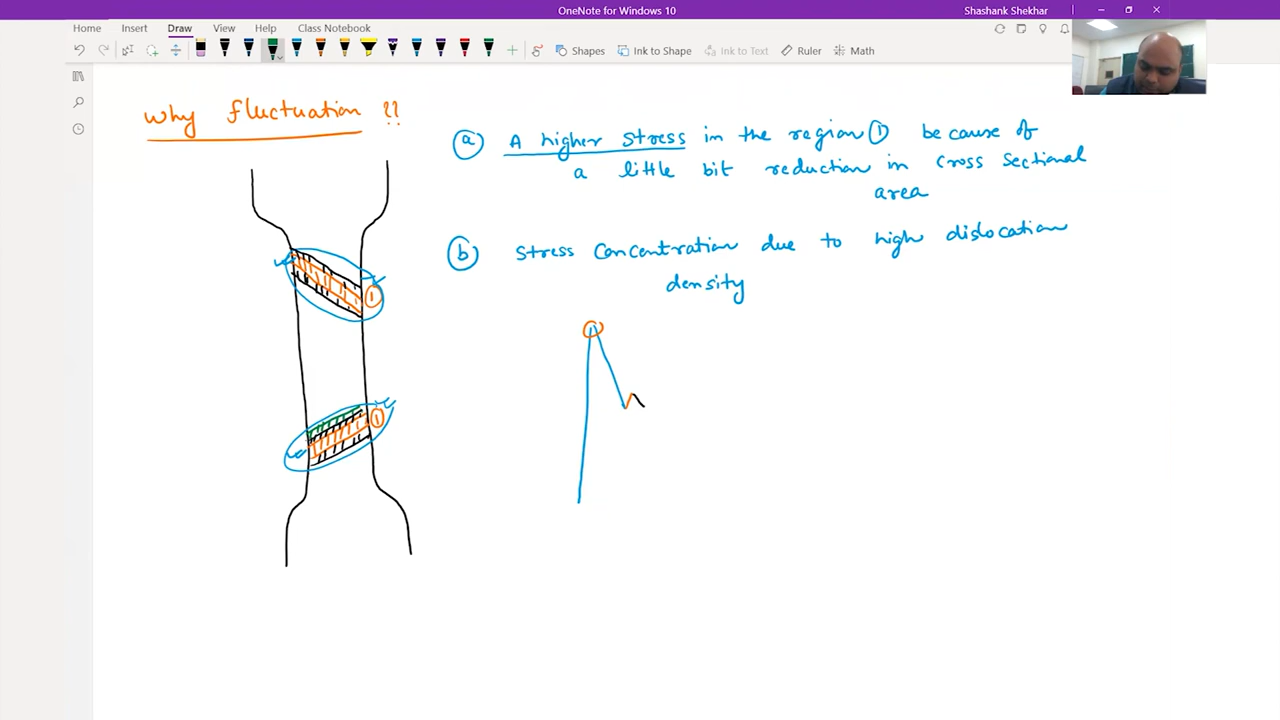 OneNote for Windows 10
Shashank Shekhar
Home Insert Draw View Help Class Notebook
Shapes Ink to Shape Ink to Text Ruler Math
Why fluctuation !!
(a) A higher stress in the region ① because of
a little bit reduction in cross sectional
area
(b) stress concentration due to high dislocation
density
①
①